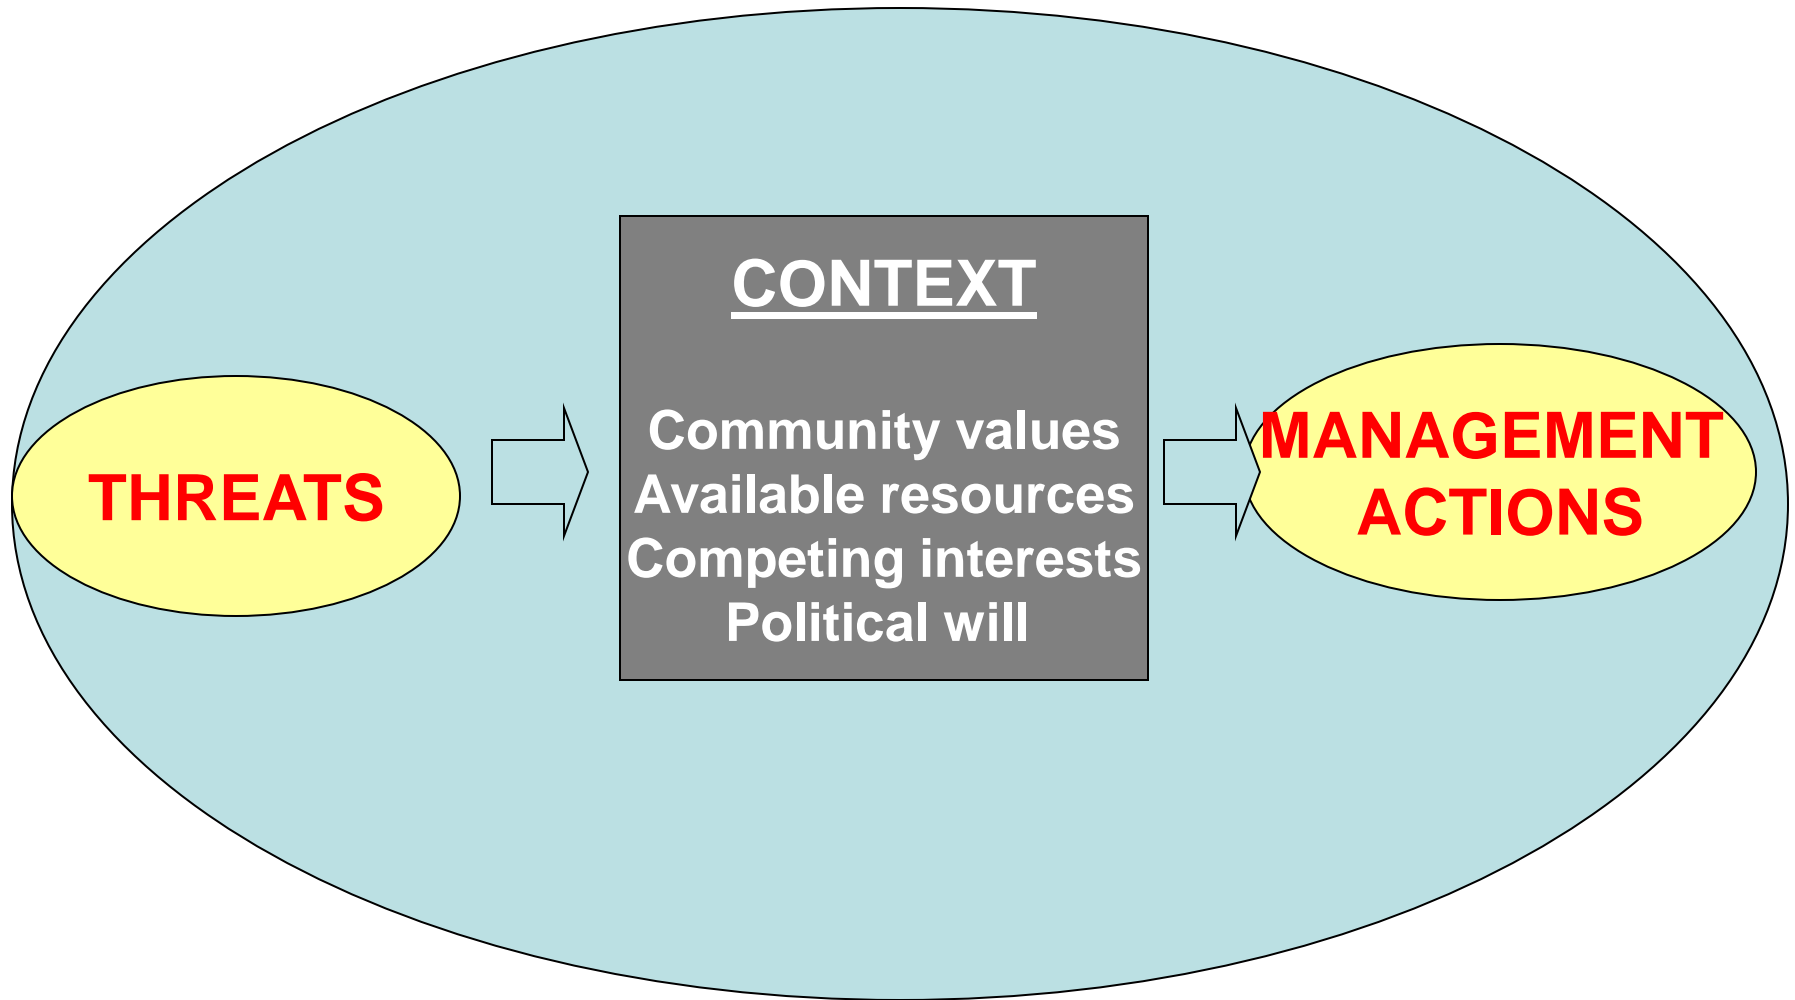 CONTEXT
Community values
Available resources
Competing interests
Political will
THREATS
MANAGEMENT
ACTIONS